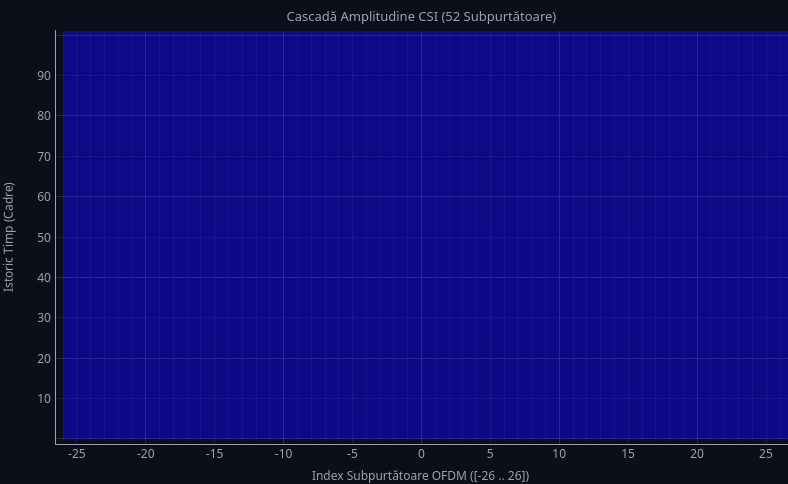 Cascadă Amplitudine CSI (52 Subpurtătoare)
Istoric Timp (Cadre)
90
80
70
60
50
40
30
20
10
-25 -20 -15 -10 -5 0 5 10 15 20 25
Index Subpurtătoare OFDM ([-26 .. 26])